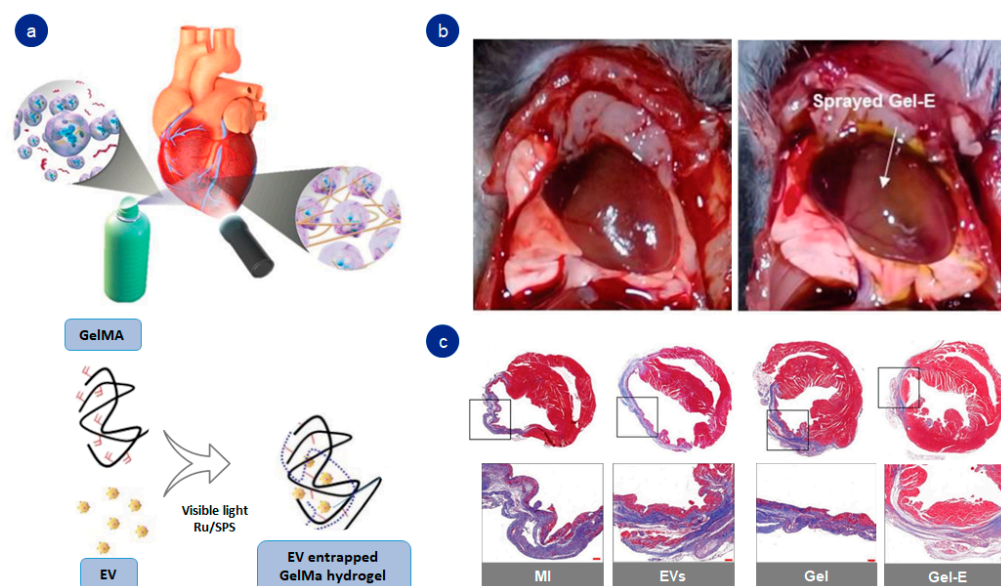 a
GelMA
EV
Visible light
Ru/SPS
EV entrapped
GelMa hydrogel
b
Sprayed Gel-E
c
MI
EVs
Gel
Gel-E